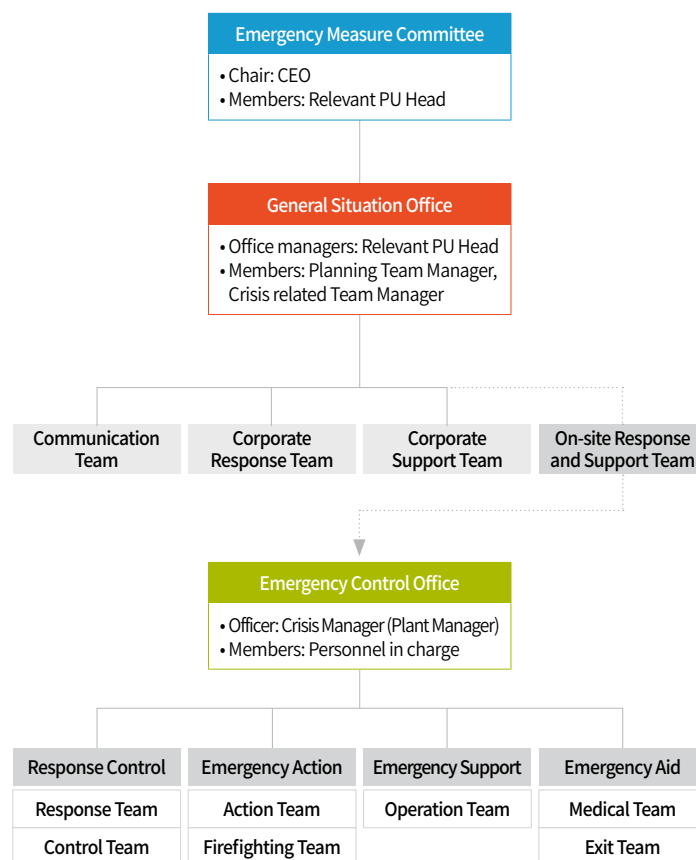 Emergency Measure Committee
• Chair: CEO
• Members: Relevant PU Head
General Situation Office
• Office managers: Relevant PU Head
• Members: Planning Team Manager,
Crisis related Team Manager
Communication
Team
Corporate
Response Team
Corporate
Support Team
On-site Response
and Support Team
Emergency Control Office
• Officer: Crisis Manager (Plant Manager)
• Members: Personnel in charge
Response Control
Response Team
Control Team
Emergency Action
Action Team
Firefighting Team
Emergency Support
Operation Team
Emergency Aid
Medical Team
Exit Team